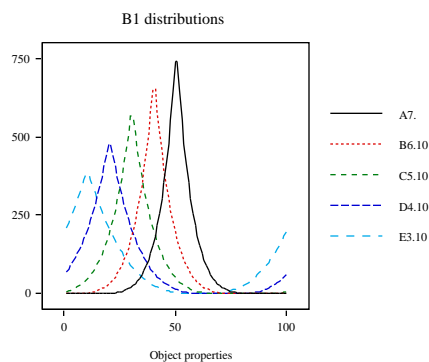 B1 distributions
750
500
250
0
0
50
100
Object properties
A7.
B6.10
C5.10
D4.10
E3.10